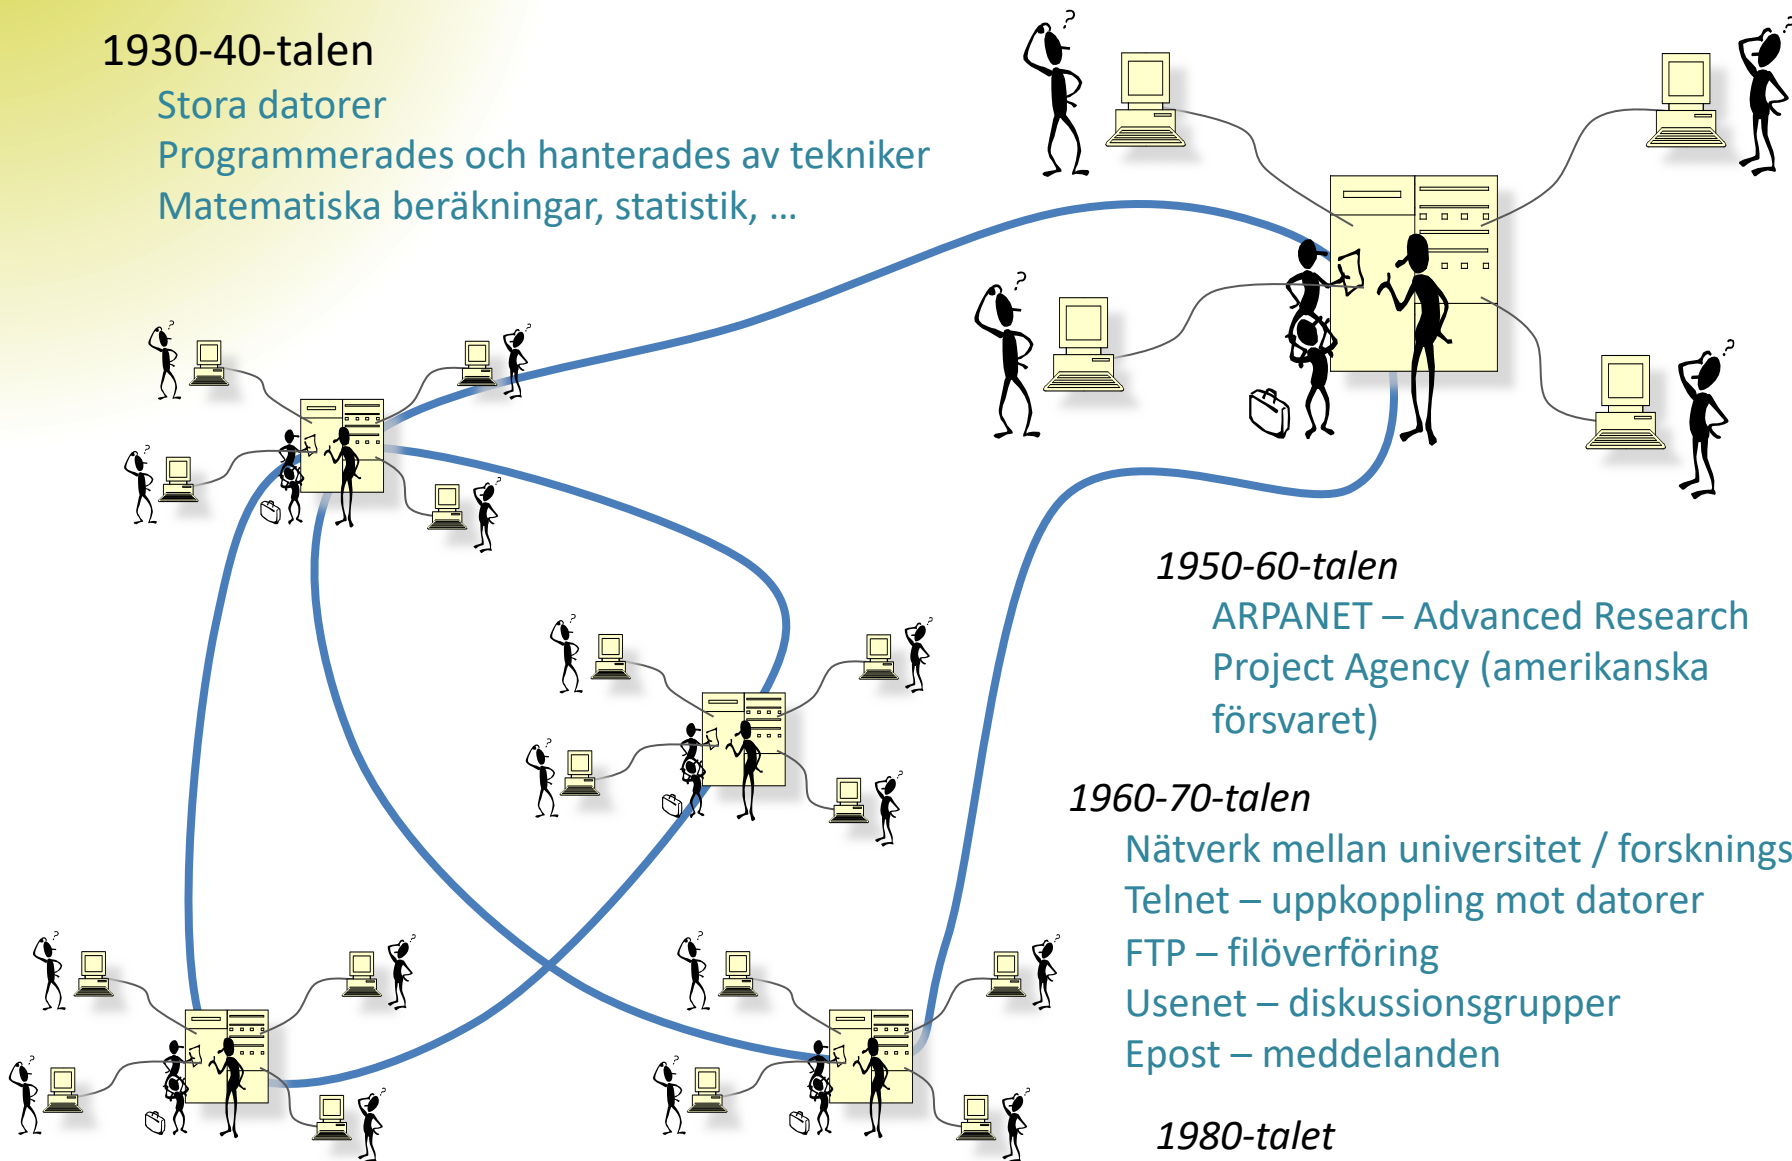 1930-40-talen
Stora datorer
Programmerades och hanterades av tekniker
Matematiska beräkningar, statistik, ...
1950-60-talen
ARPANET – Advanced Research
Project Agency (amerikanska
försvaret)
1960-70-talen
Nätverk mellan universitet / forsknings
Telnet – uppkoppling mot datorer
FTP – filöverföring
Usenet – diskussionsgrupper
Epost – meddelanden
1980-talet